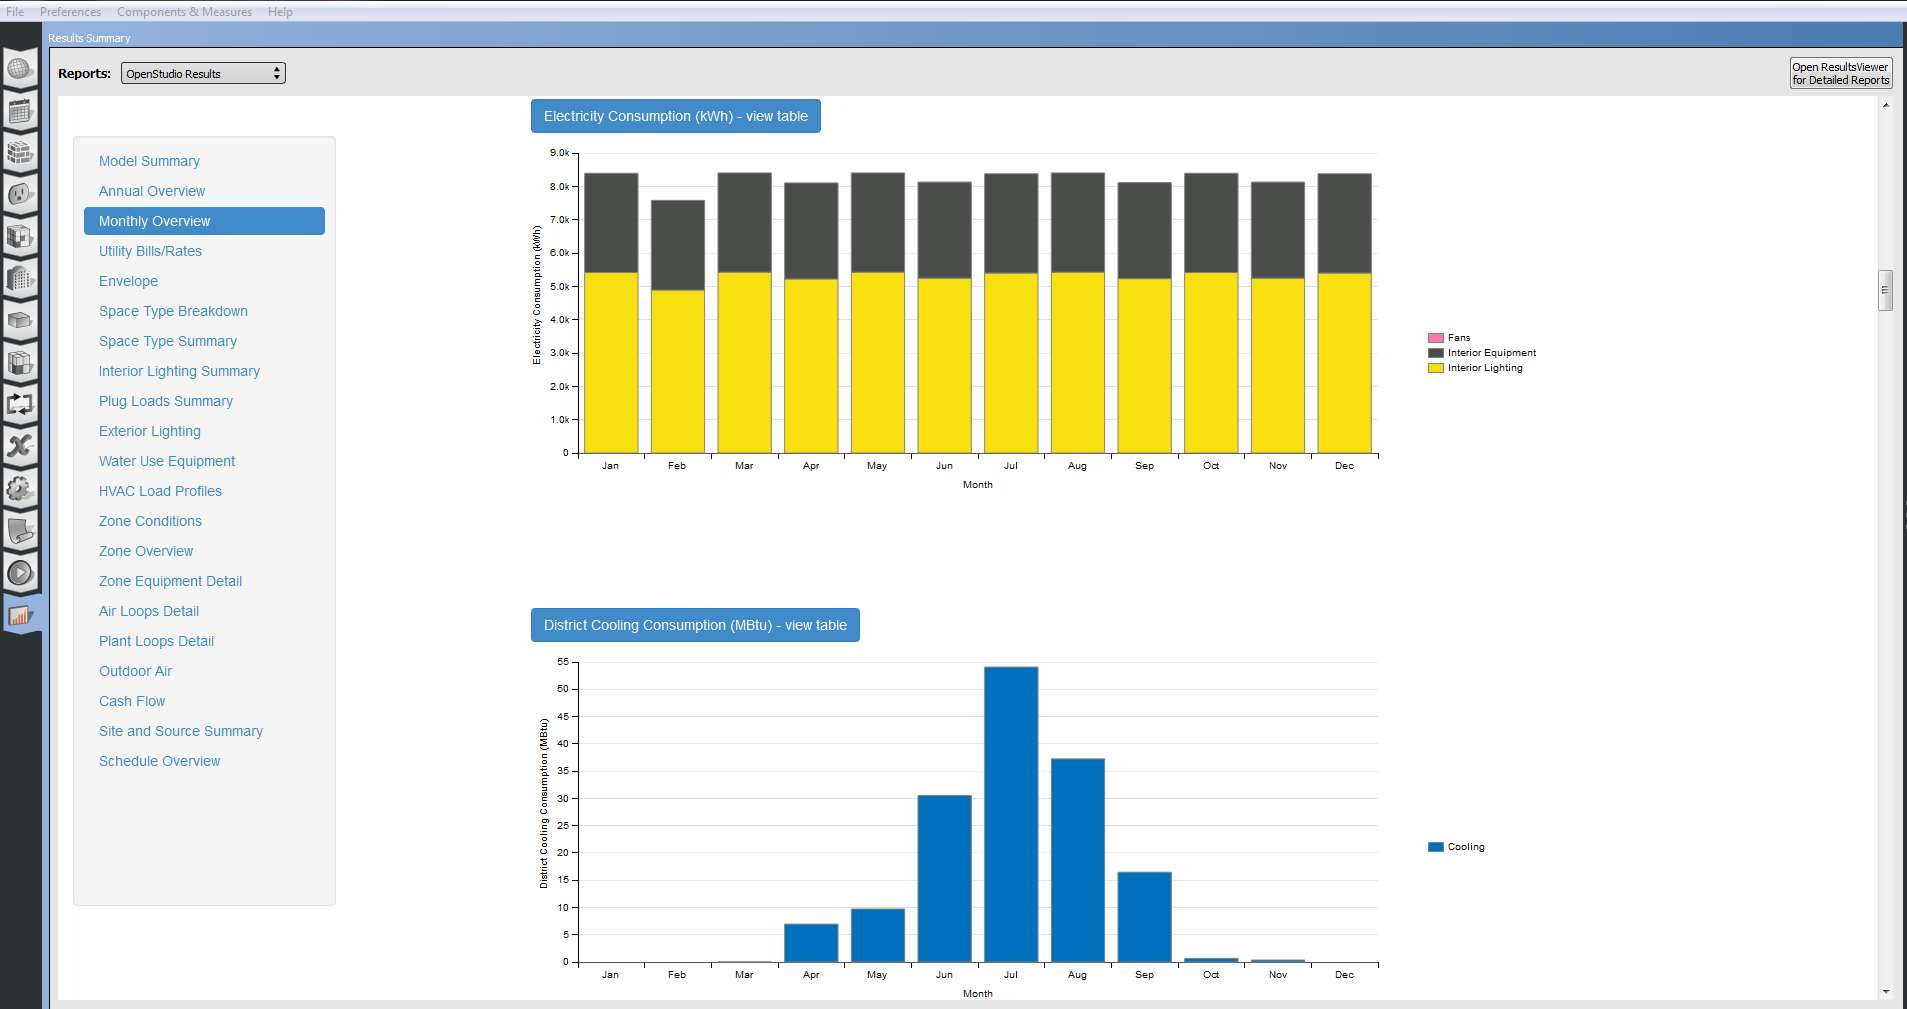 File Preferences Components & Measures Help
Results Summary
Reports: OpenStudio Results
Open ResultsViewer
for Detailed Reports
Model Summary
Annual Overview
Monthly Overview
Utility Bills/Rates
Envelope
Space Type Breakdown
Space Type Summary
Interior Lighting Summary
Plug Loads Summary
Exterior Lighting
Water Use Equipment
HVAC Load Profiles
Zone Conditions
Zone Overview
Zone Equipment Detail
Air Loops Detail
Plant Loops Detail
Outdoor Air
Cash Flow
Site and Source Summary
Schedule Overview
Electricity Consumption (kWh) - view table
Electricity Consumption (kWh)
9.0k
8.0k
7.0k
6.0k
5.0k
4.0k
3.0k
2.0k
1.0k
0
Jan Feb Mar Apr May Jun Jul Aug Sep Oct Nov Dec
Month
Fans
Interior Equipment
Interior Lighting
District Cooling Consumption (MBtu) - view table
District Cooling Consumption (MBtu)
55
50
45
40
35
30
25
20
15
10
5
0
Jan Feb Mar Apr May Jun Jul Aug Sep Oct Nov Dec
Month
Cooling